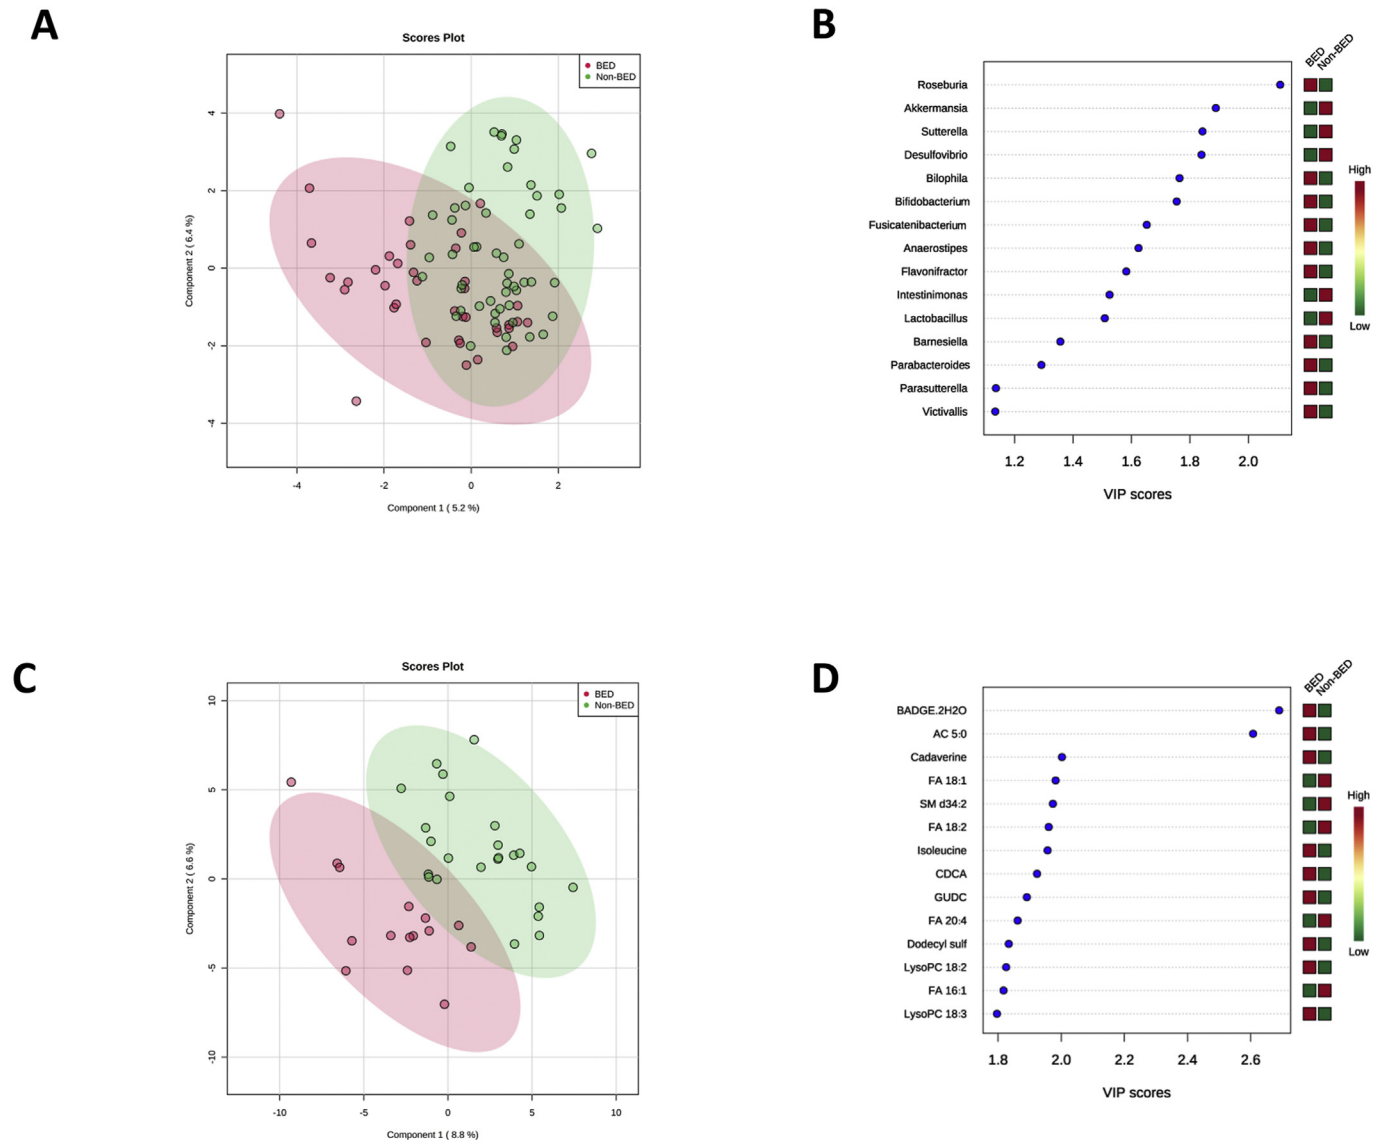 A
Scores Plot
BED
Non-BED
4
2
0
-2
-4
Component 2 ( 6.4 %)
-4
-2
0
2
Component 1 ( 5.2 %)
B
BED
Non-BED
Roseburia
Akkermansia
Sutterella
Desulfovibrio
Bilophila
Bifidobacterium
Fusicatenibacterium
Anaerostipes
Flavonifractor
Intestinimonas
Lactobacillus
Barnesiella
Parabacteroides
Parasutterella
Victivallis
High
Low
1.2
1.4
1.6
1.8
2.0
VIP scores
C
Scores Plot
BED
Non-BED
10
5
0
-5
-10
Component 2 ( 6.6 %)
-10
-5
0
5
10
Component 1 ( 8.8 %)
D
BED
Non-BED
BADGE.2H2O
AC 5:0
Cadaverine
FA 18:1
SM d34:2
FA 18:2
Isoleucine
CDCA
GUDC
FA 20:4
Dodecyl sulf
LysoPC 18:2
FA 16:1
LysoPC 18:3
High
Low
1.8
2.0
2.2
2.4
2.6
VIP scores